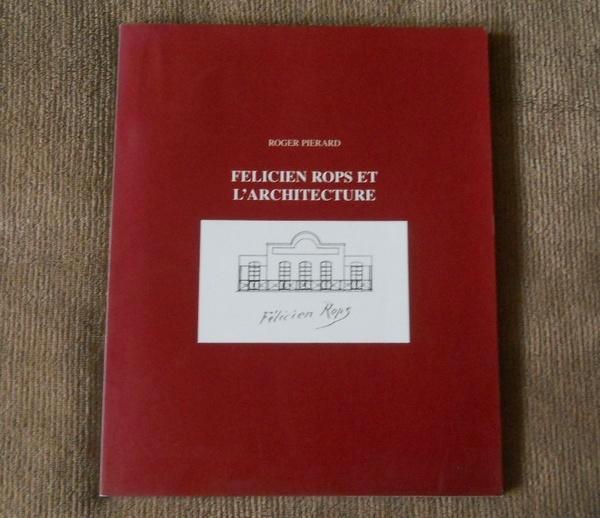 ROGER PIERARD
FELICIEN ROPS ET
L'ARCHITECTURE
Félicien Rops